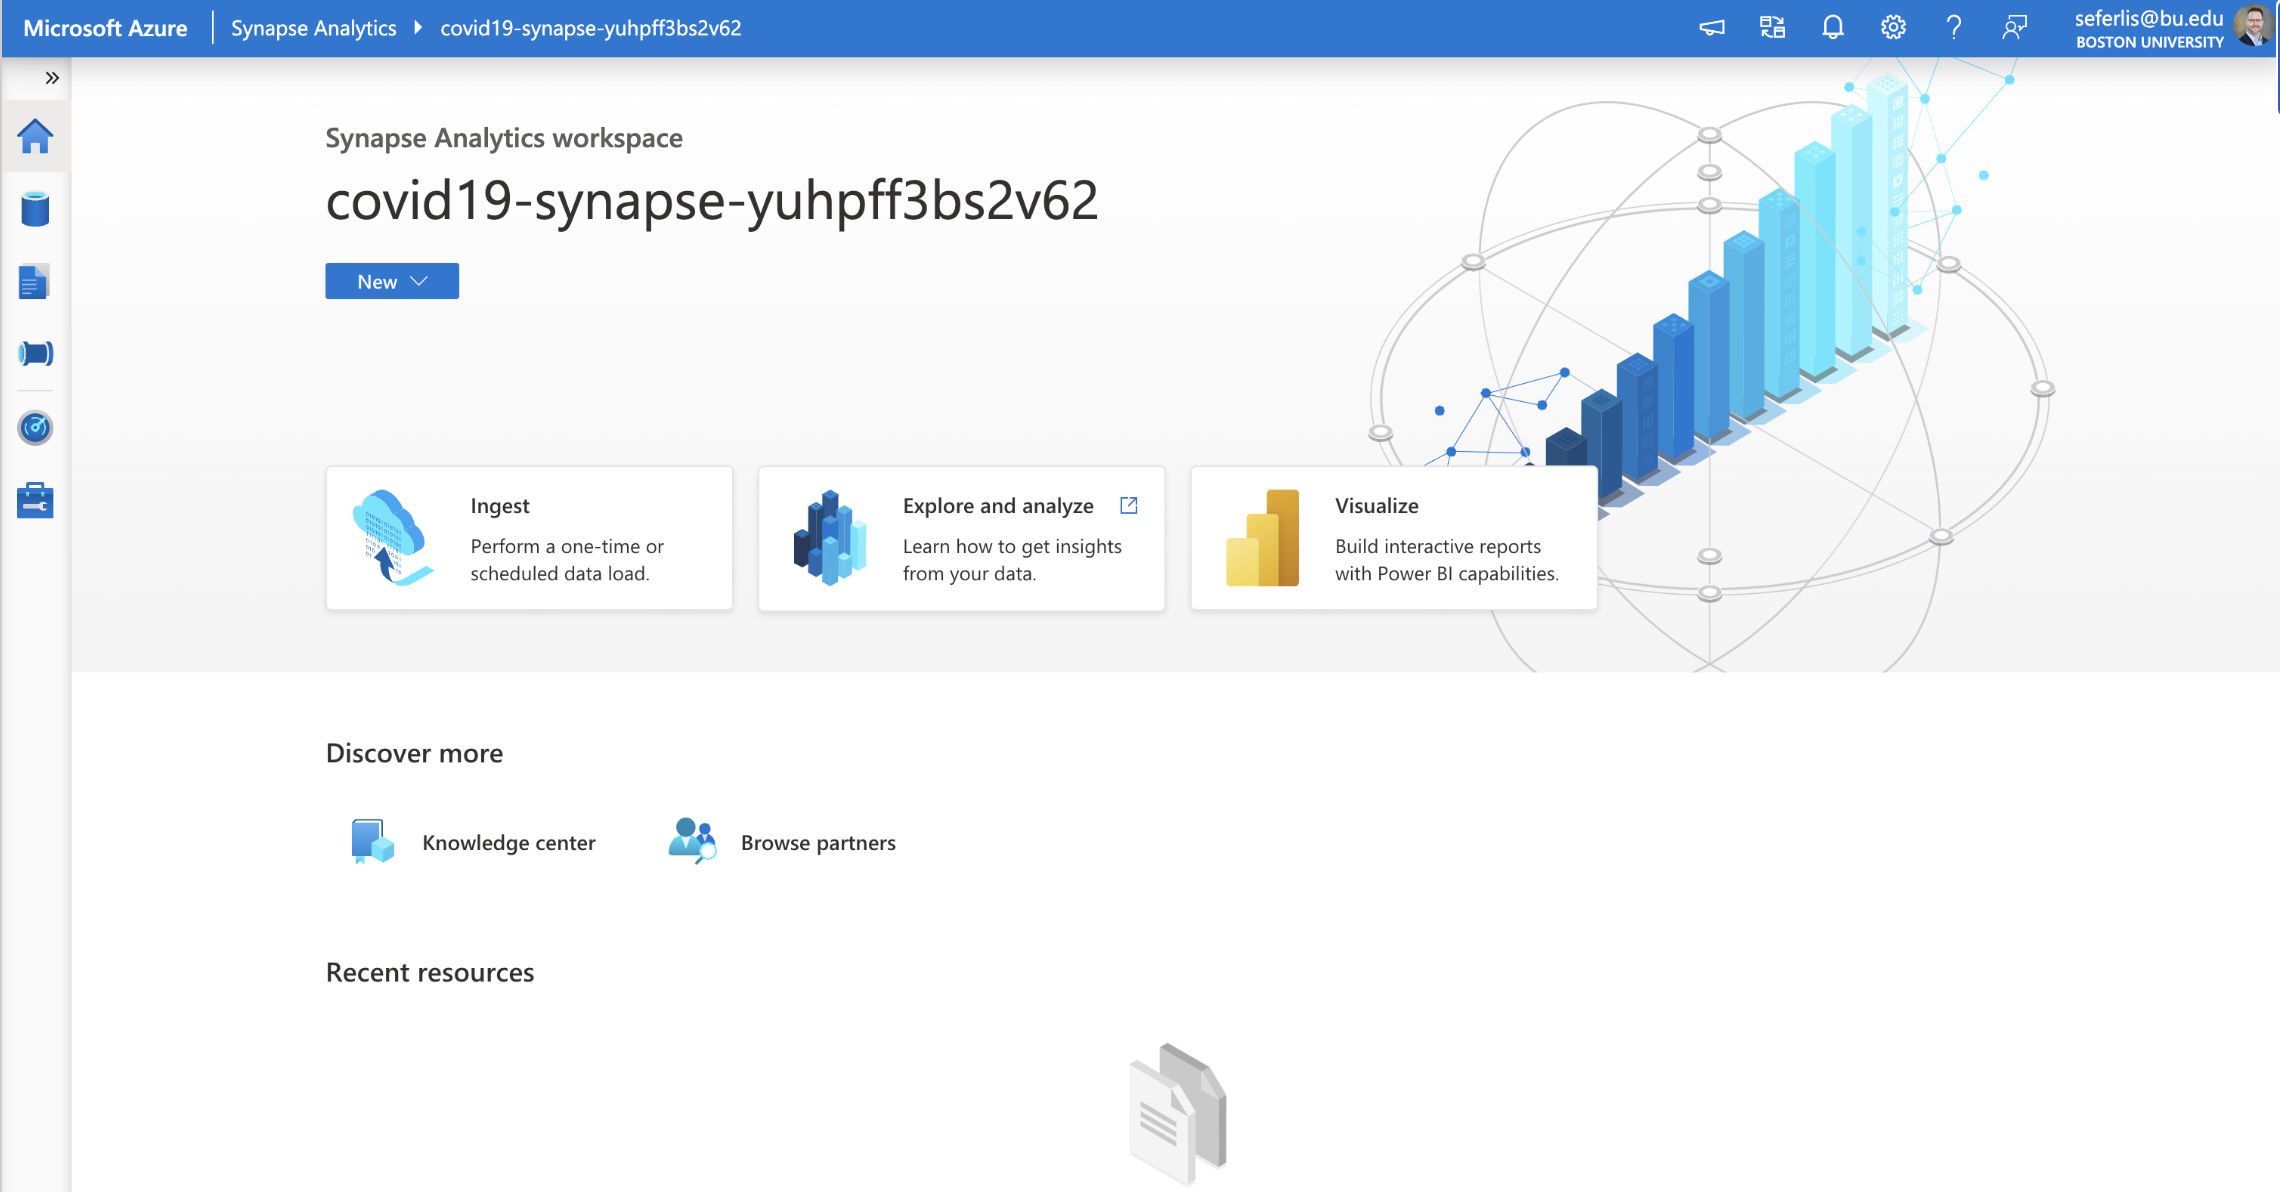 Microsoft Azure
Synapse Analytics
covid19-synapse-yuhpff3bs2v62
seferlis@bu.edu
BOSTON UNIVERSITY
Synapse Analytics workspace
covid19-synapse-yuhpff3bs2v62
New
Ingest
Perform a one-time or
scheduled data load.
Explore and analyze
Learn how to get insights
from your data.
Visualize
Build interactive reports
with Power BI capabilities.
Discover more
Knowledge center
Browse partners
Recent resources